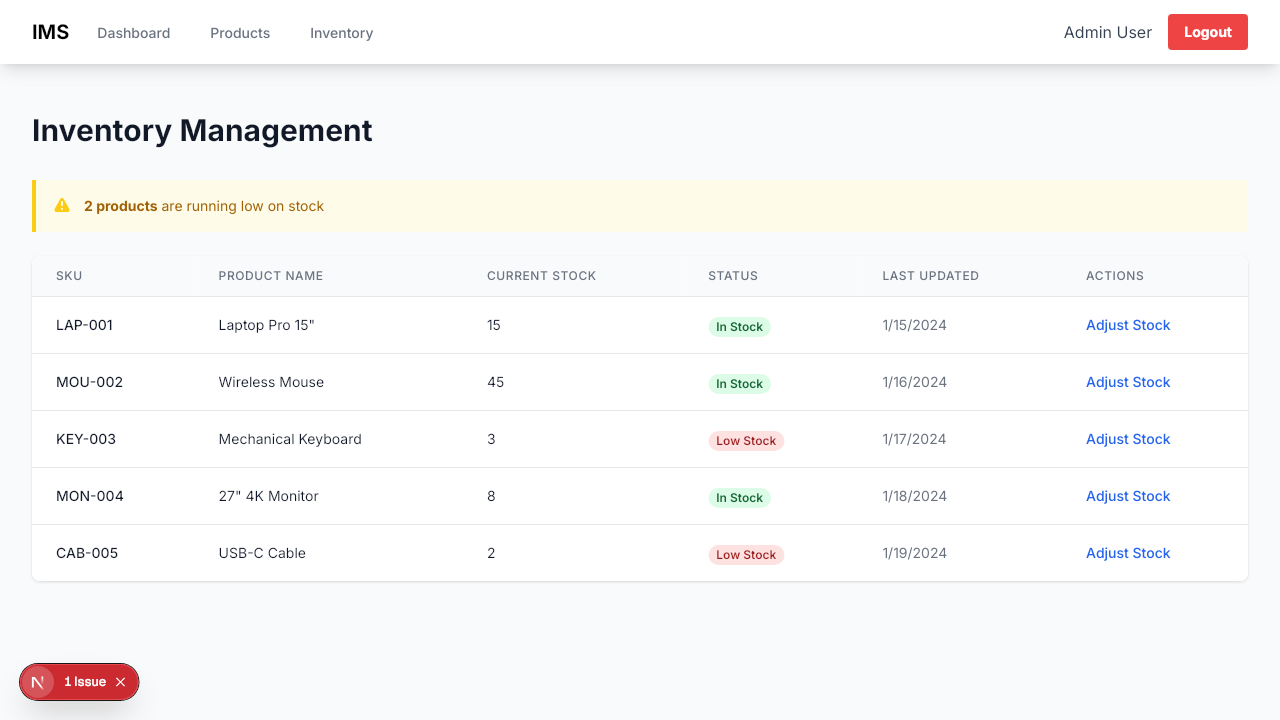 IMS Dashboard Products Inventory Admin User Logout
Inventory Management
2 products are running low on stock
SKU PRODUCT NAME CURRENT STOCK STATUS LAST UPDATED ACTIONS
LAP-001 Laptop Pro 15" 15 In Stock 1/15/2024 Adjust Stock
MOU-002 Wireless Mouse 45 In Stock 1/16/2024 Adjust Stock
KEY-003 Mechanical Keyboard 3 Low Stock 1/17/2024 Adjust Stock
MON-004 27" 4K Monitor 8 In Stock 1/18/2024 Adjust Stock
CAB-005 USB-C Cable 2 Low Stock 1/19/2024 Adjust Stock
N 1 Issue